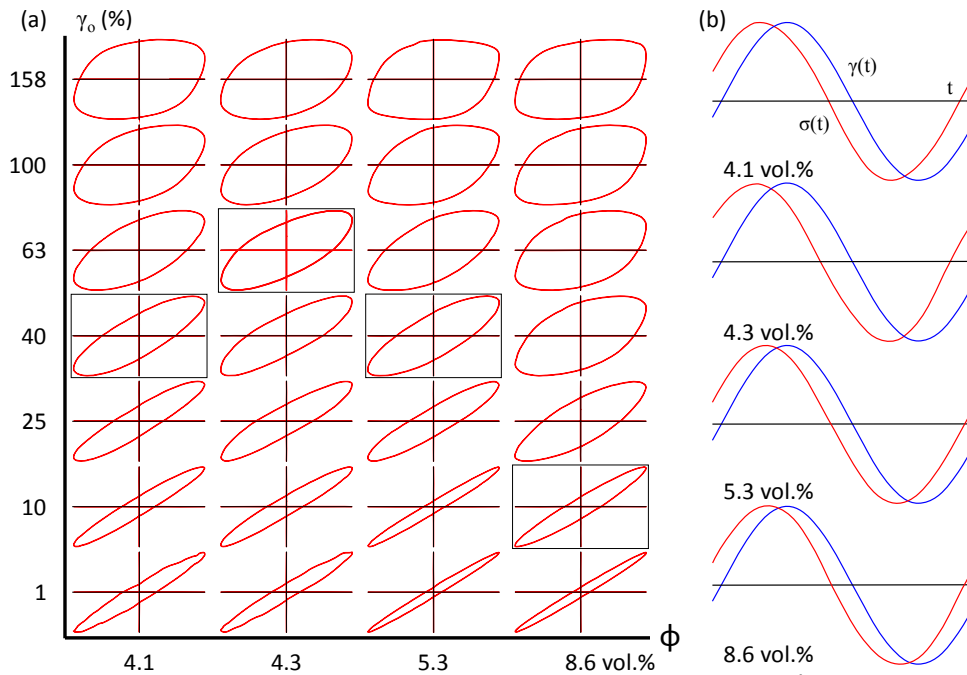 (a)
γₒ (%)
158
100
63
40
25
10
1
4.1
4.3
5.3
8.6 vol.%
ϕ
(b)
γ(t)
t
σ(t)
4.1 vol.%
4.3 vol.%
5.3 vol.%
8.6 vol.%